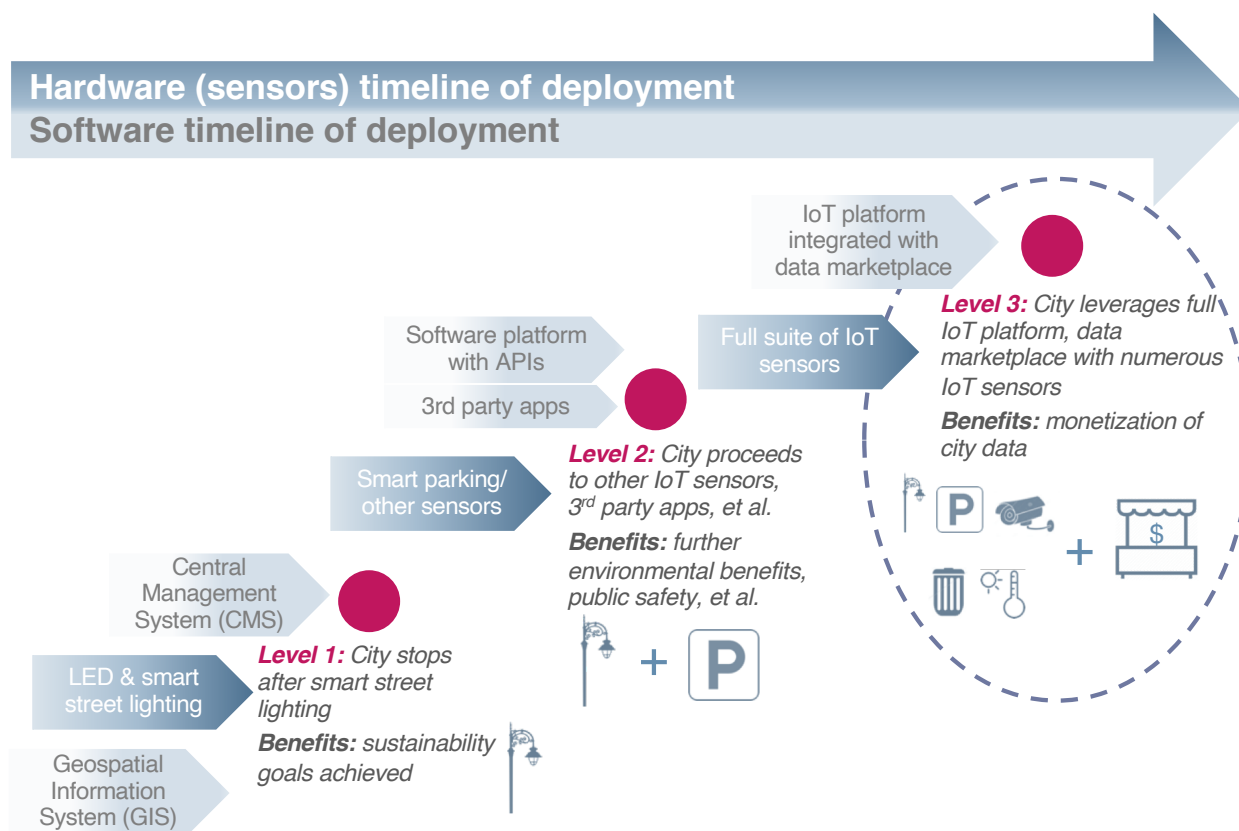 Hardware (sensors) timeline of deployment
Software timeline of deployment
IoT platform
integrated with
data marketplace
Level 3: City leverages full
IoT platform, data
marketplace with numerous
IoT sensors
Benefits: monetization of
city data
Full suite of IoT
sensors
P
$
+
Software platform
with APIs
3rd party apps
Level 2: City proceeds
to other IoT sensors,
3rd party apps, et al.
Benefits: further
environmental benefits,
public safety, et al.
Smart parking/
other sensors
+
P
Central
Management
System (CMS)
Level 1: City stops
after smart street
lighting
Benefits: sustainability
goals achieved
LED & smart
street lighting
Geospatial
Information
System (GIS)